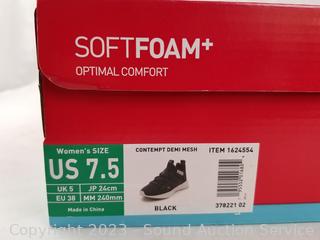 SOFTFOAM+
OPTIMAL COMFORT
Women's SIZE
US 7.5
UK 5
JP 24cm
EU 38
MM 240mm
Made in China
CONTEMPT DEMI MESH
ITEM 1624554
BLACK
378221 02
Copyright 2023 - Sound Auction Service